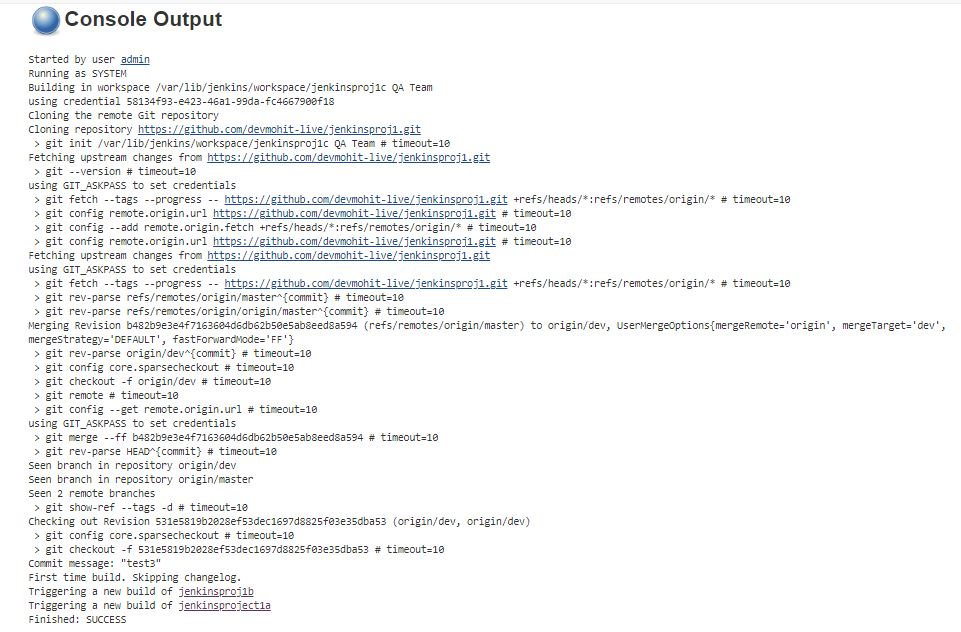 Console Output
Started by user admin
Running as SYSTEM
Building in workspace /var/lib/jenkins/workspace/jenkinsproj1c QA Team
using credential 58134f93-e423-46a1-99da-fc4667900f18
Cloning the remote Git repository
Cloning repository https://github.com/devmohit-live/jenkinsproj1.git
> git init /var/lib/jenkins/workspace/jenkinsproj1c QA Team # timeout=10
Fetching upstream changes from https://github.com/devmohit-live/jenkinsproj1.git
> git --version # timeout=10
using GIT_ASKPASS to set credentials
> git fetch --tags --progress -- https://github.com/devmohit-live/jenkinsproj1.git +refs/heads/*:refs/remotes/origin/* # timeout=10
> git config remote.origin.url https://github.com/devmohit-live/jenkinsproj1.git # timeout=10
> git config --add remote.origin.fetch +refs/heads/*:refs/remotes/origin/* # timeout=10
> git config remote.origin.url https://github.com/devmohit-live/jenkinsproj1.git # timeout=10
Fetching upstream changes from https://github.com/devmohit-live/jenkinsproj1.git
using GIT_ASKPASS to set credentials
> git fetch --tags --progress -- https://github.com/devmohit-live/jenkinsproj1.git +refs/heads/*:refs/remotes/origin/* # timeout=10
> git rev-parse refs/remotes/origin/master^{commit} # timeout=10
> git rev-parse refs/remotes/origin/origin/master^{commit} # timeout=10
Merging Revision b482b9e3e4f7163604d6db62b50e5ab8eed8a594 (refs/remotes/origin/master) to origin/dev, UserMergeOptions{mergeRemote='origin', mergeTarget='dev',
mergeStrategy='DEFAULT', fastForwardMode='FF'}
> git rev-parse origin/dev^{commit} # timeout=10
> git config core.sparsecheckout # timeout=10
> git checkout -f origin/dev # timeout=10
> git remote # timeout=10
> git config --get remote.origin.url # timeout=10
using GIT_ASKPASS to set credentials
> git merge --ff b482b9e3e4f7163604d6db62b50e5ab8eed8a594 # timeout=10
> git rev-parse HEAD^{commit} # timeout=10
Seen branch in repository origin/dev
Seen branch in repository origin/master
Seen 2 remote branches
> git show-ref --tags -d # timeout=10
Checking out Revision 531e5819b2028ef53dec1697d8825f03e35dba53 (origin/dev, origin/dev)
> git config core.sparsecheckout # timeout=10
> git checkout -f 531e5819b2028ef53dec1697d8825f03e35dba53 # timeout=10
Commit message: "test3"
First time build. Skipping changelog.
Triggering a new build of jenkinsproj1b
Triggering a new build of jenkinsproject1a
Finished: SUCCESS